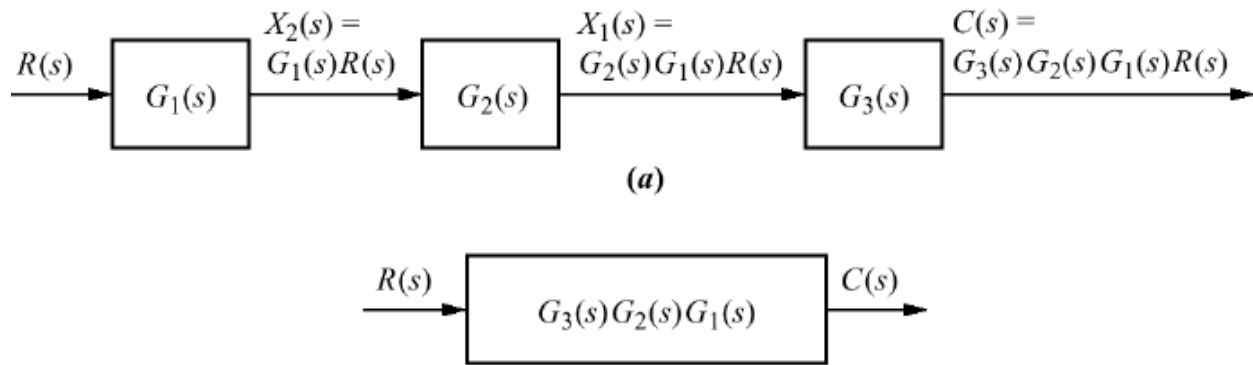 R(s)
G₁(s)
X₂(s) =
G₁(s)R(s)
G₂(s)
X₁(s) =
G₂(s)G₁(s)R(s)
G₃(s)
C(s) =
G₃(s)G₂(s)G₁(s)R(s)
(a)
R(s)
G₃(s)G₂(s)G₁(s)
C(s)